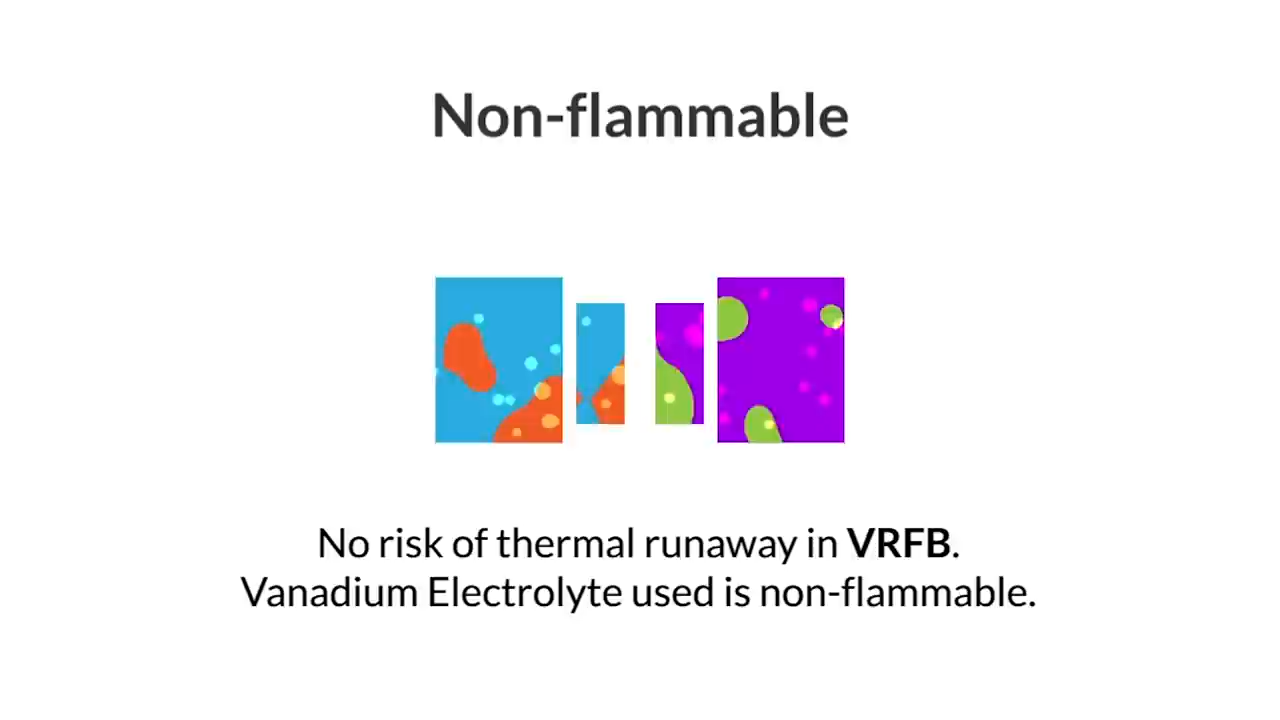 Non-flammable
No risk of thermal runaway in VRFB.
Vanadium Electrolyte used is non-flammable.